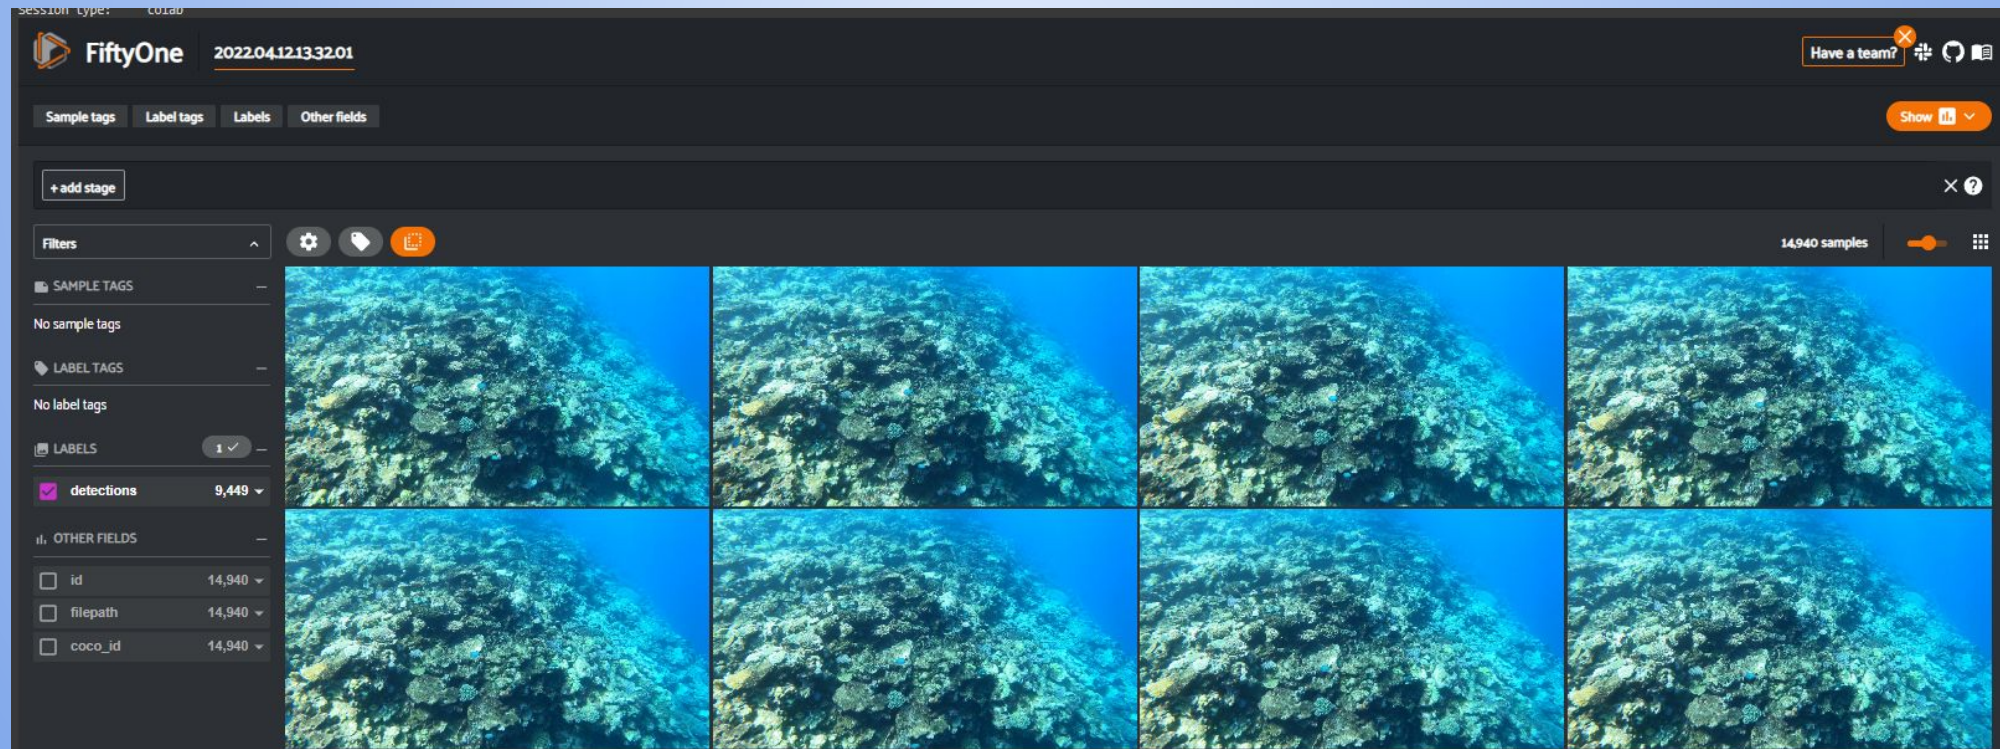 Session type: colab
FiftyOne 2022.04.12.13.32.01 Have a team?
Sample tags Label tags Labels Other fields Show
+ add stage
Filters 14,940 samples
SAMPLE TAGS
No sample tags
LABEL TAGS
No label tags
LABELS 1
detections 9,449
OTHER FIELDS
id 14,940
filepath 14,940
coco_id 14,940